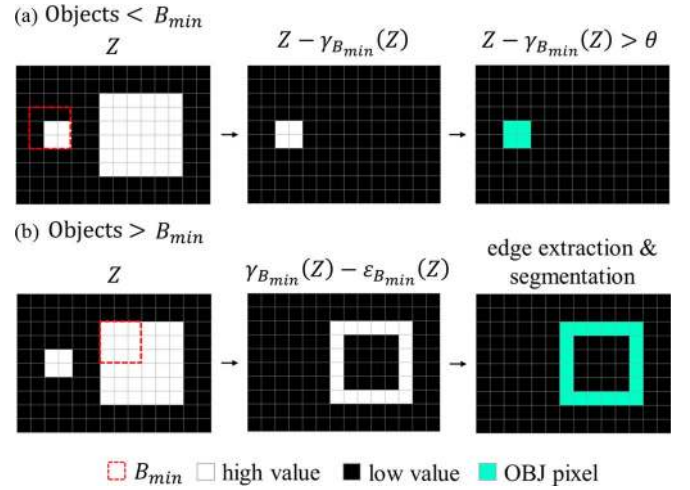 (a) Objects < B_min
Z
Z − γ_{B_min}(Z)
Z − γ_{B_min}(Z) > θ
(b) Objects > B_min
Z
γ_{B_min}(Z) − ε_{B_min}(Z)
edge extraction &
segmentation
B_min high value low value OBJ pixel